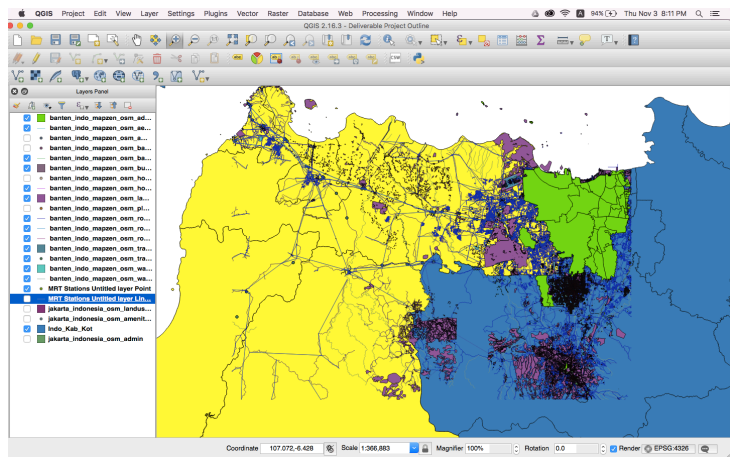 QGIS Project Edit View Layer Settings Plugins Vector Raster Database Web Processing Window Help 94% Thu Nov 3 8:11 PM
QGIS 2.16.3 - Deliverable Project Outline
Layers Panel
banten_indo_mapzen_osm_ad...
banten_indo_mapzen_osm_ae...
banten_indo_mapzen_osm_a...
banten_indo_mapzen_osm_ba...
banten_indo_mapzen_osm_ba...
banten_indo_mapzen_osm_bu...
banten_indo_mapzen_osm_ho...
banten_indo_mapzen_osm_ho...
banten_indo_mapzen_osm_la...
banten_indo_mapzen_osm_pl...
banten_indo_mapzen_osm_ro...
banten_indo_mapzen_osm_ro...
banten_indo_mapzen_osm_ro...
banten_indo_mapzen_osm_tra...
banten_indo_mapzen_osm_tra...
banten_indo_mapzen_osm_wa...
banten_indo_mapzen_osm_wa...
MRT Stations Untitled layer Point
MRT Stations Untitled layer Lin...
jakarta_indonesia_osm_landus...
jakarta_indonesia_osm_amenit...
Indo_Kab_Kot
jakarta_indonesia_osm_admin
Coordinate 107.072,-6.428 Scale 1:366,883 Magnifier 100% Rotation 0.0 Render EPSG:4326